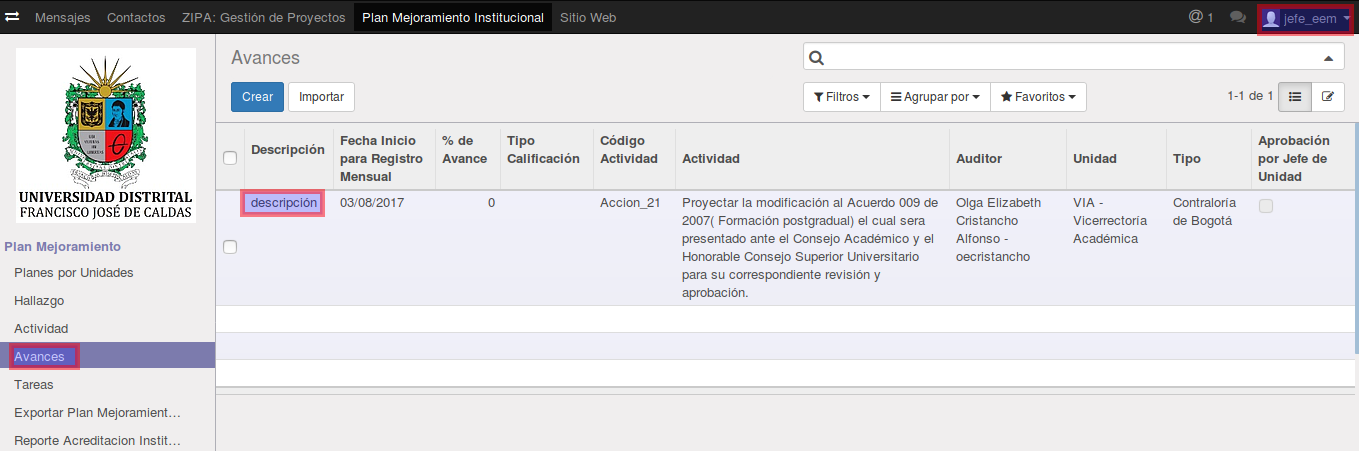 Mensajes Contactos ZIPA: Gestión de Proyectos Plan Mejoramiento Institucional Sitio Web @ 1 jefe_eem
UNIVERSIDAD DISTRITAL
FRANCISCO JOSÉ DE CALDAS
Plan Mejoramiento
Planes por Unidades
Hallazgo
Actividad
Avances
Tareas
Exportar Plan Mejoramient…
Reporte Acreditacion Instit…
Avances
Crear Importar
Filtros Agrupar por Favoritos 1-1 de 1
Descripción
Fecha Inicio
para Registro
Mensual
% de
Avance
Tipo
Calificación
Código
Actividad
Actividad
Auditor
Unidad
Tipo
Aprobación
por Jefe de
Unidad
descripción
03/08/2017
0
Accion_21
Proyectar la modificación al Acuerdo 009 de
2007( Formación postgradual) el cual sera
presentado ante el Consejo Académico y el
Honorable Consejo Superior Universitario
para su correspondiente revisión y
aprobación.
Olga Elizabeth
Cristancho
Alfonso -
oecristancho
VIA -
Vicerrectoría
Académica
Contraloría
de Bogotá